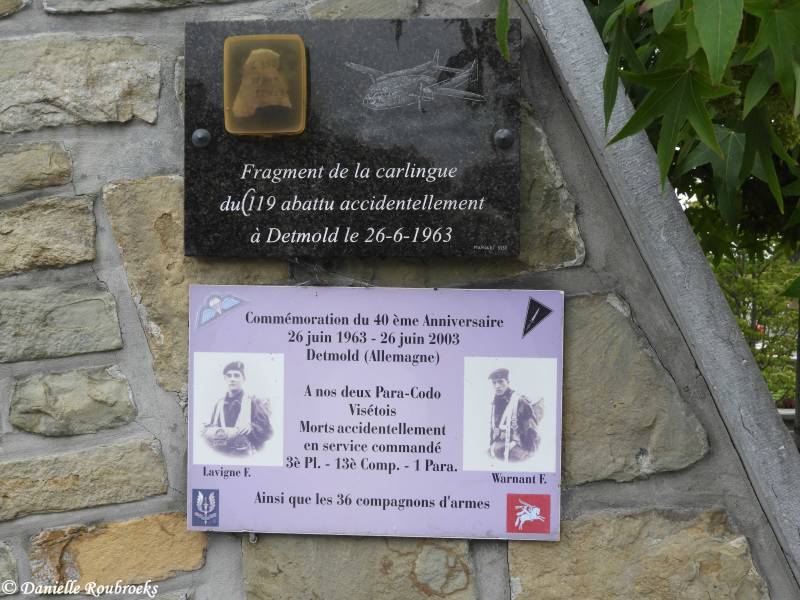 Fragment de la carlingue
du C119 abattu accidentellement
à Detmold le 26-6-1963
Commémoration du 40 ème Anniversaire
26 juin 1963 - 26 juin 2003
Detmold (Allemagne)
A nos deux Para-Codo
Visétois
Morts accidentellement
en service commandé
3è Pl. - 13è Comp. - 1 Para.
Lavigne F.
Warnant F.
Ainsi que les 36 compagnons d'armes
© Danielle Roubroeks